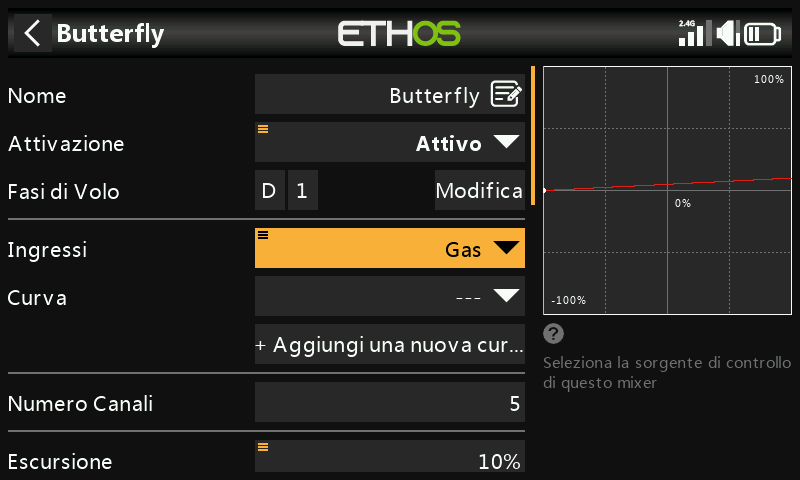 Butterfly
ETHOS
2.4G
Nome
Butterfly
Attivazione
Attivo
Fasi di Volo
D 1 Modifica
Ingressi
Gas
Curva
---
+ Aggiungi una nuova cur...
Numero Canali
5
Escursione
10%
100%
0%
-100%
?
Seleziona la sorgente di controllo
di questo mixer